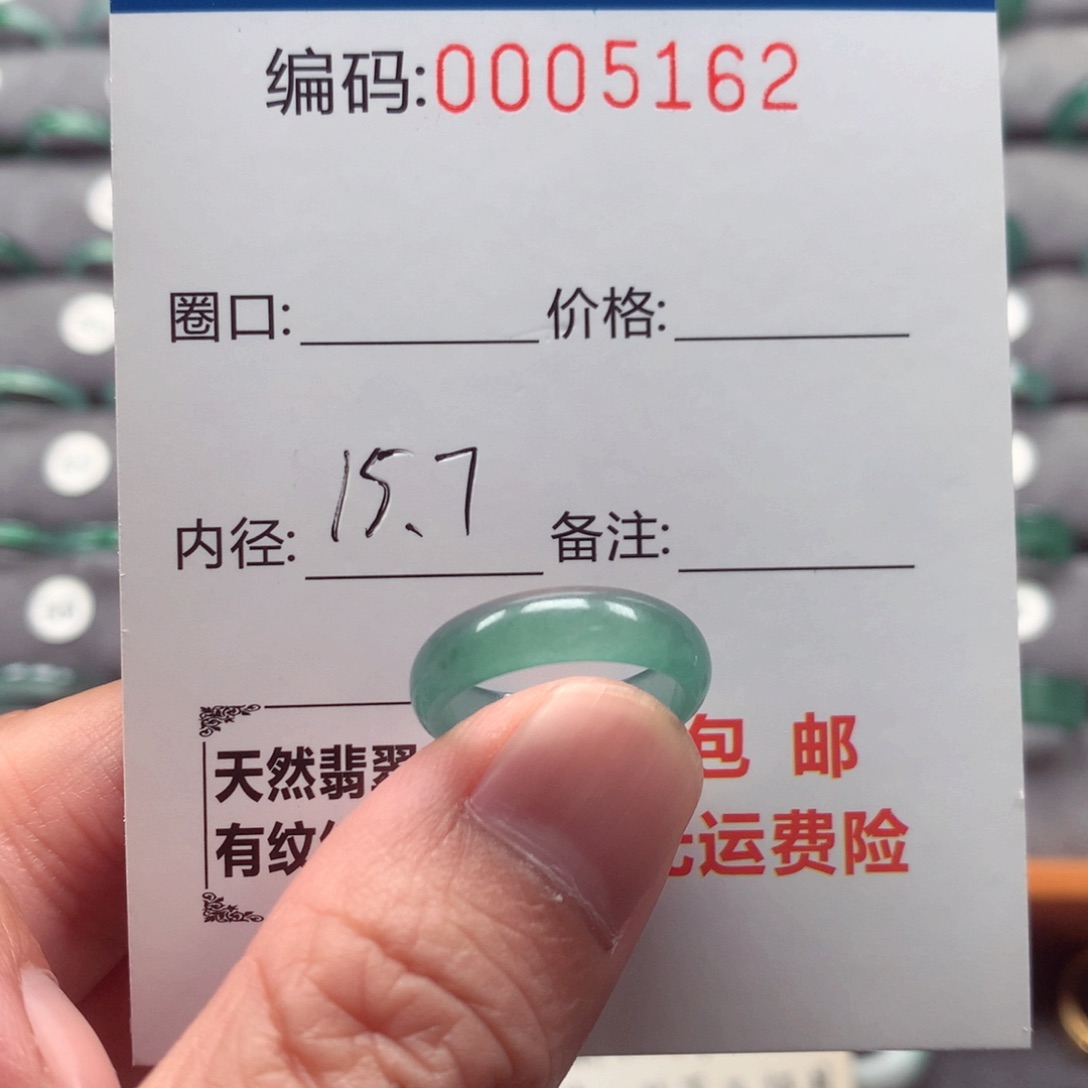 编码:0005162
圈口: 价格:
内径: 15.7 备注:
天然翡翠 包邮
有纹 运费险